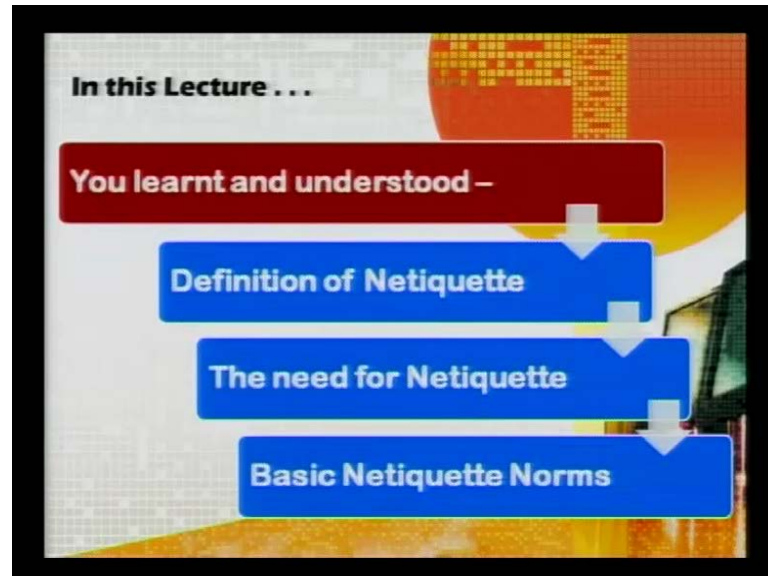 In this Lecture . . .
You learnt and understood –
Definition of Netiquette
The need for Netiquette
Basic Netiquette Norms